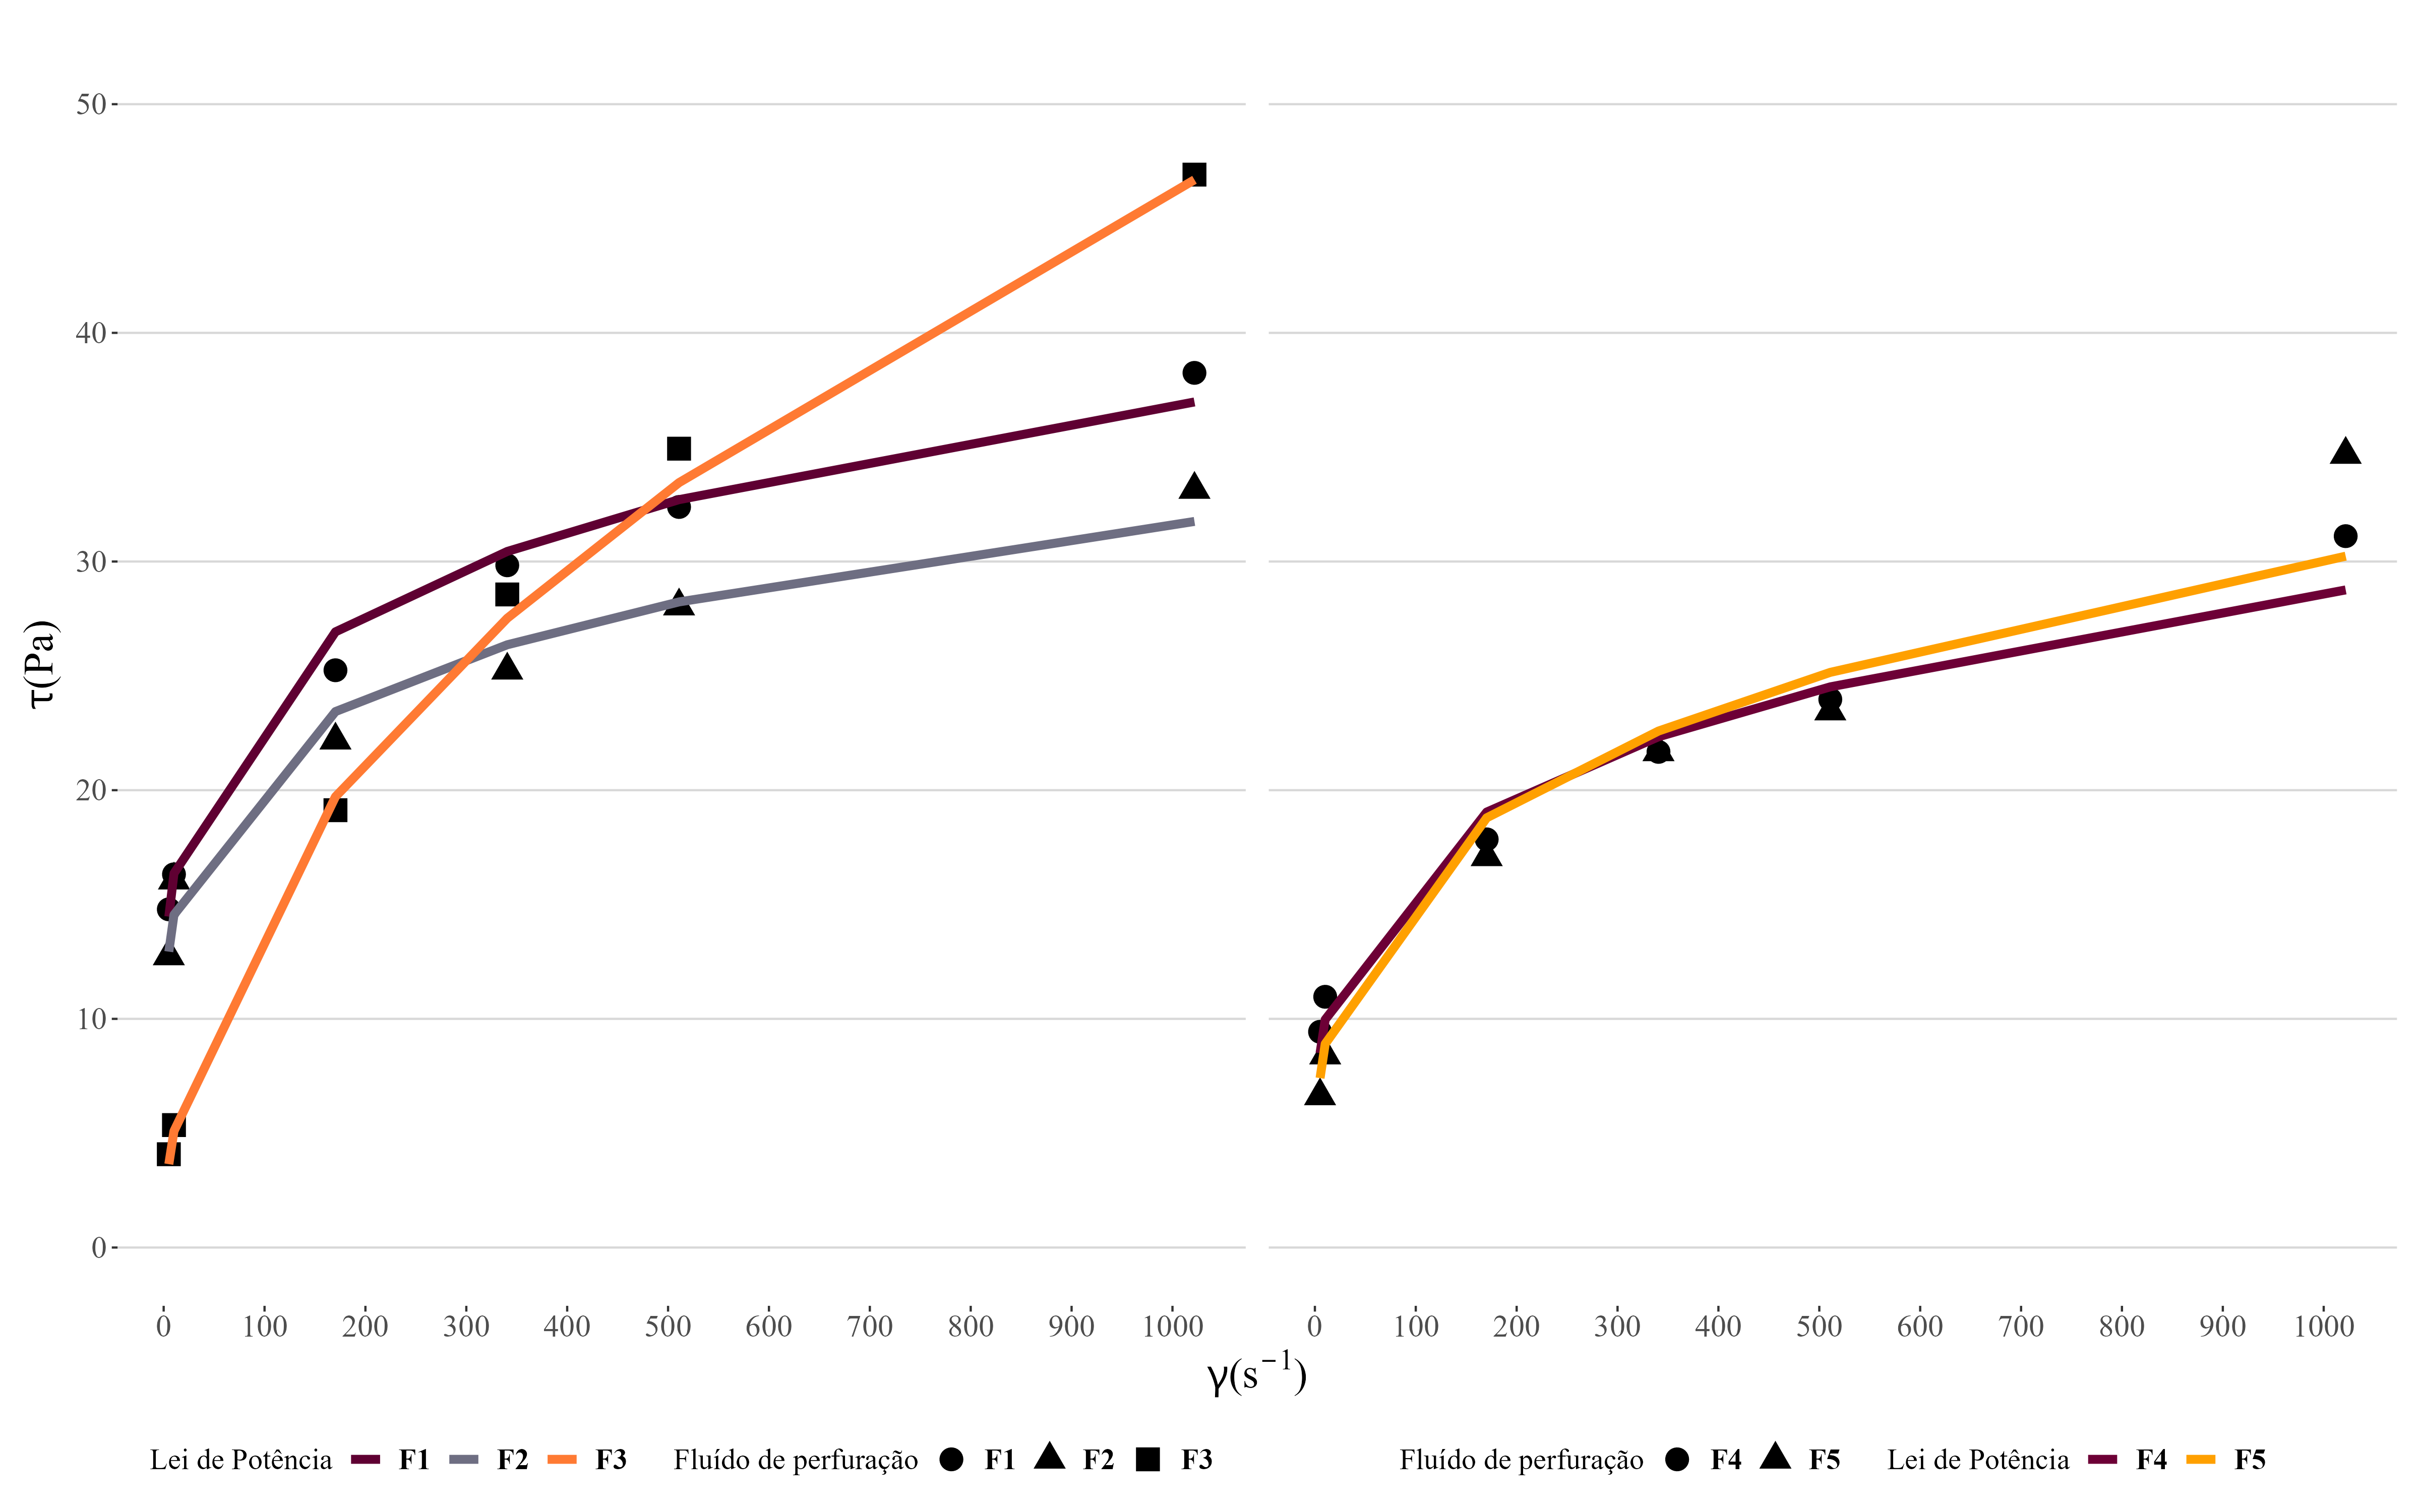 50
40
30
20
10
0
τ(Pa)
0 100 200 300 400 500 600 700 800 900 1000
0 100 200 300 400 500 600 700 800 900 1000
γ(s⁻¹)
Lei de Potência F1 F2 F3 Fluído de perfuração F1 F2 F3
Fluído de perfuração F4 F5 Lei de Potência F4 F5